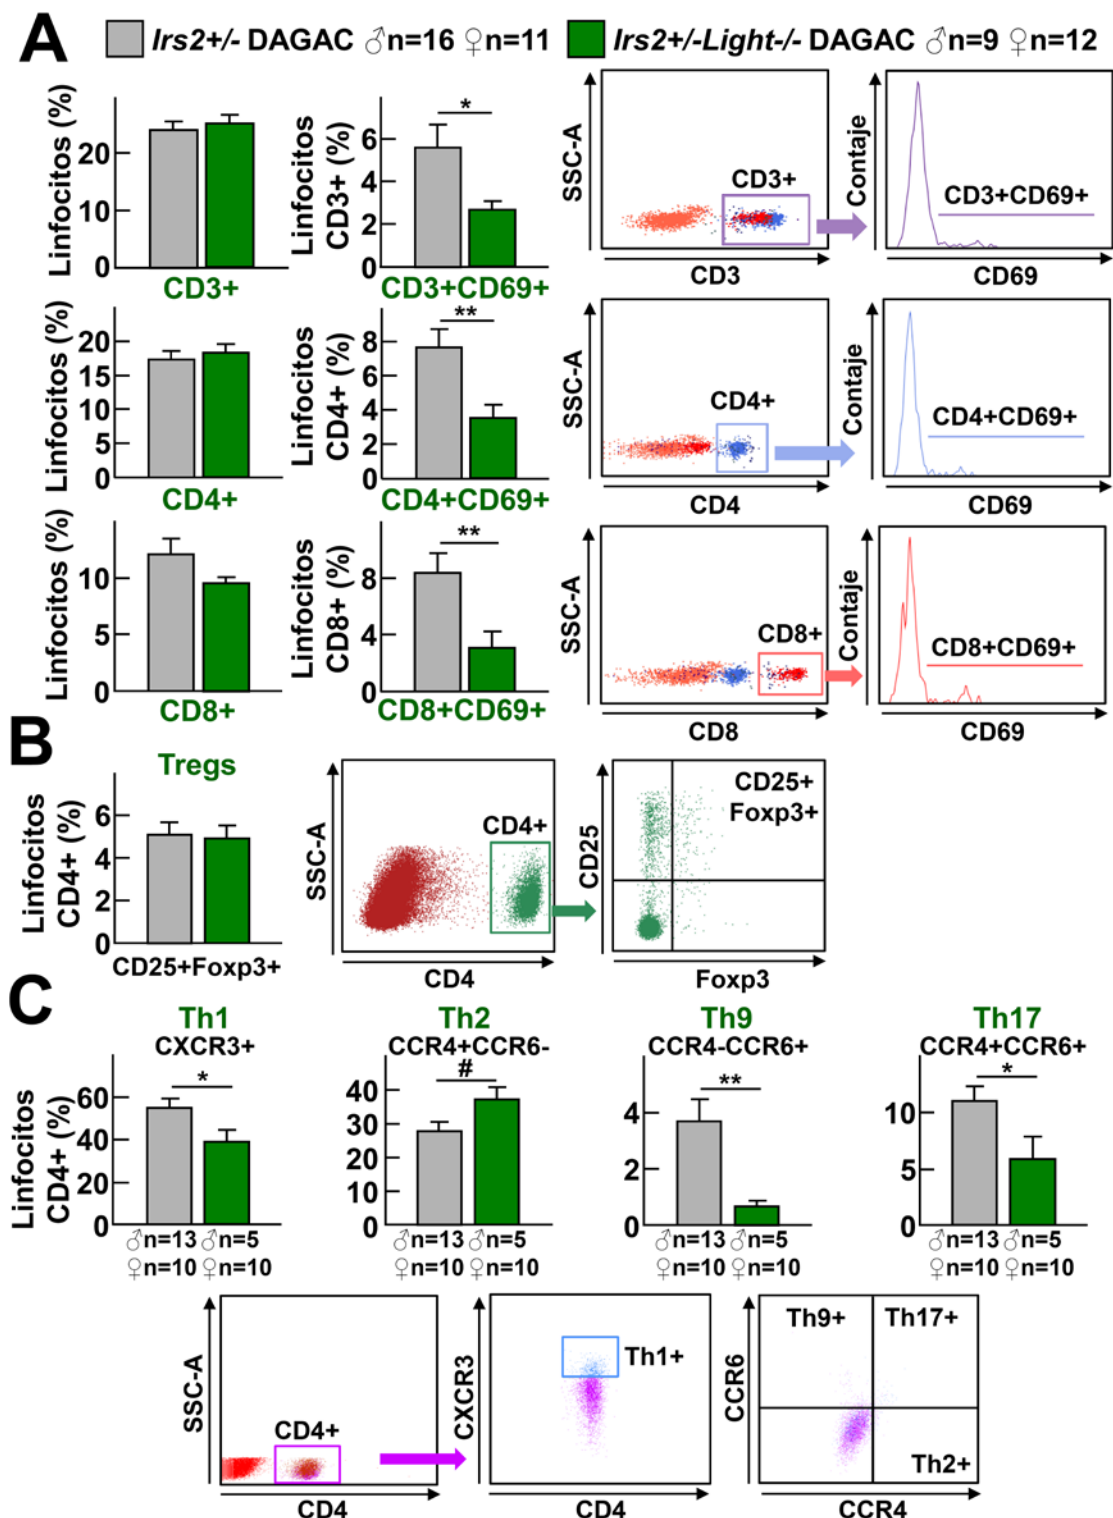 A
Irs2+/- DAGAC ♂n=16 ♀n=11
Irs2+/-Light-/- DAGAC ♂n=9 ♀n=12
Linfocitos (%)
20
10
0
CD3+
Linfocitos
CD3+ (%)
6
4
2
0
*
CD3+CD69+
SSC-A
CD3+
CD3
Contaje
CD3+CD69+
CD69
Linfocitos (%)
20
15
10
5
0
CD4+
Linfocitos
CD4+ (%)
8
6
4
2
0
**
CD4+CD69+
SSC-A
CD4+
CD4
Contaje
CD4+CD69+
CD69
Linfocitos (%)
10
5
0
CD8+
Linfocitos
CD8+ (%)
8
4
0
**
CD8+CD69+
SSC-A
CD8+
CD8
Contaje
CD8+CD69+
CD69
B
Tregs
Linfocitos
CD4+ (%)
6
4
2
0
CD25+Foxp3+
SSC-A
CD4+
CD4
CD25
CD25+
Foxp3+
Foxp3
C
Th1
CXCR3+
Linfocitos
CD4+ (%)
60
40
20
0
*
♂n=13 ♂n=5
♀n=10 ♀n=10
Th2
CCR4+CCR6-
40
30
20
10
0
#
♂n=13 ♂n=5
♀n=10 ♀n=10
Th9
CCR4-CCR6+
4
2
0
**
♂n=13 ♂n=5
♀n=10 ♀n=10
Th17
CCR4+CCR6+
10
5
0
*
♂n=13 ♂n=5
♀n=10 ♀n=10
SSC-A
CD4+
CD4
CXCR3
Th1+
CD4
CCR6
Th9+
Th17+
Th2+
CCR4